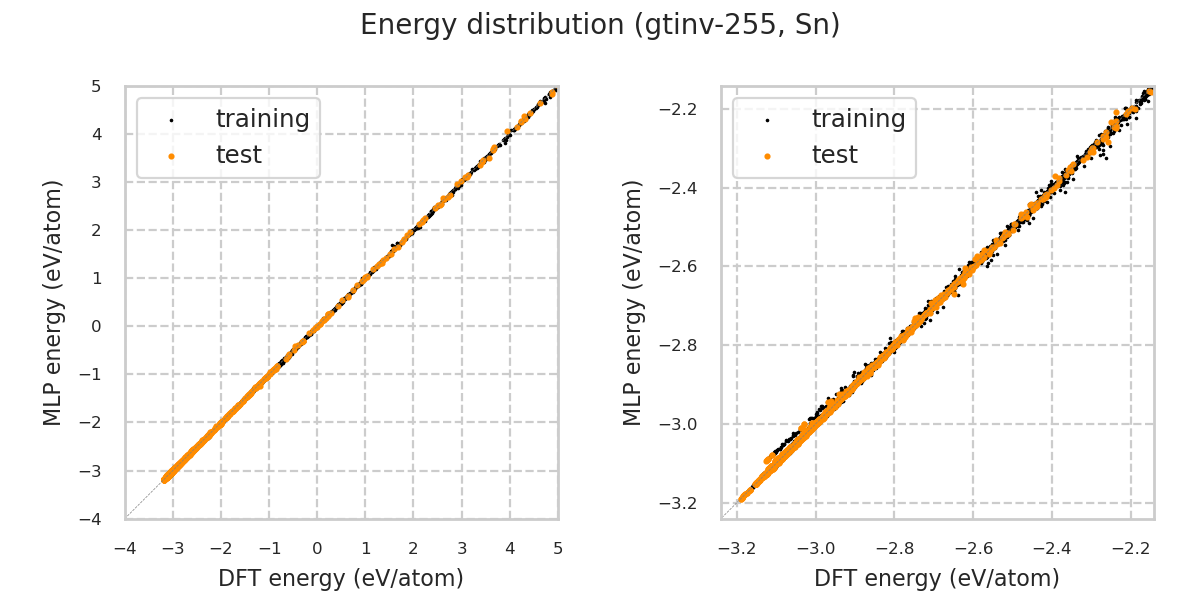 Energy distribution (gtinv-255, Sn)
5
4
3
2
1
0
−1
−2
−3
−4
MLP energy (eV/atom)
training
test
−4 −3 −2 −1 0 1 2 3 4 5
DFT energy (eV/atom)
−2.2
−2.4
−2.6
−2.8
−3.0
−3.2
MLP energy (eV/atom)
training
test
−3.2 −3.0 −2.8 −2.6 −2.4 −2.2
DFT energy (eV/atom)